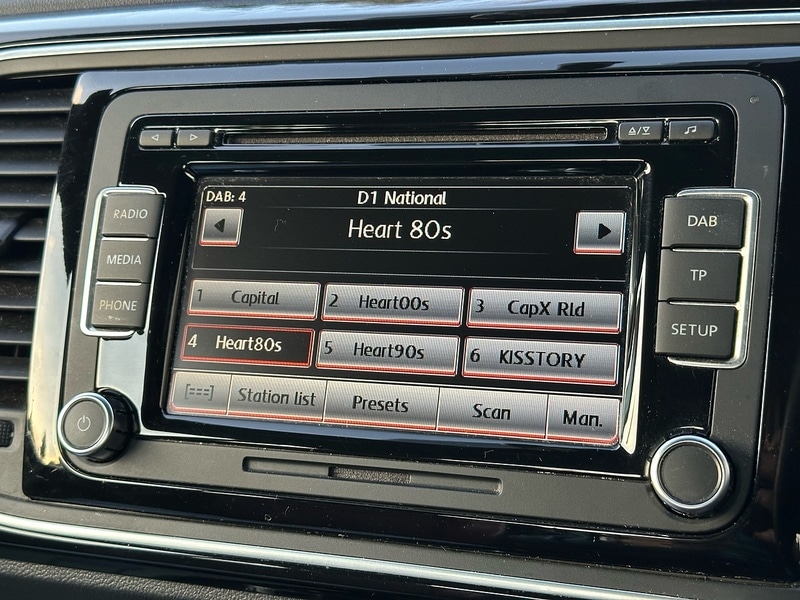 RADIO
MEDIA
PHONE
DAB: 4
D1 National
Heart 80s
1 Capital
2 Heart00s
3 CapX Rld
4 Heart80s
5 Heart90s
6 KISSTORY
Station list
Presets
Scan
Man.
DAB
TP
SETUP